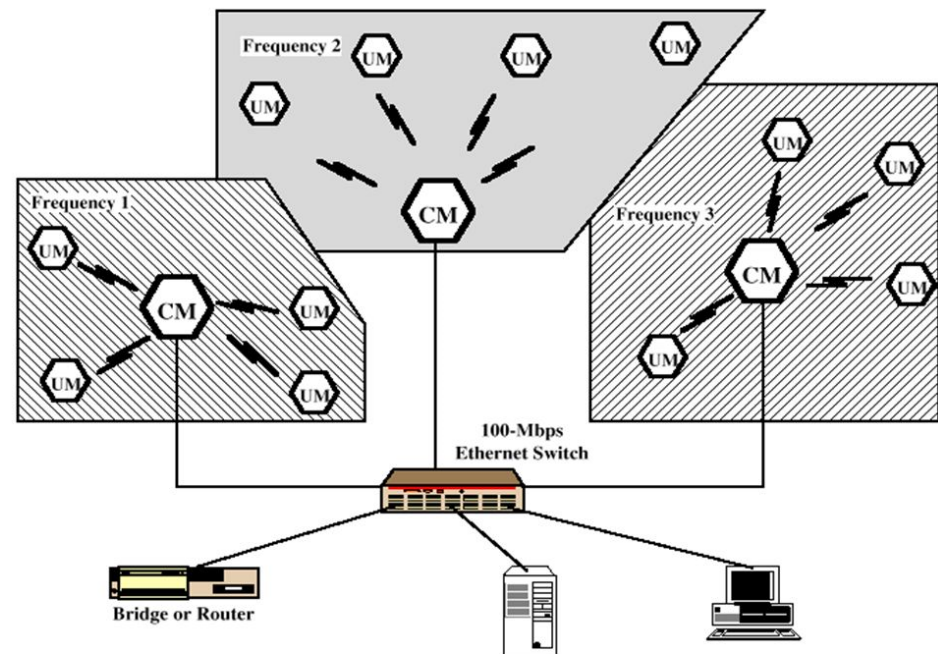 Frequency 2
UM
UM
UM
UM
CM
Frequency 1
UM
CM
UM
UM
UM
Frequency 3
UM
UM
CM
UM
UM
100-Mbps
Ethernet Switch
Bridge or Router